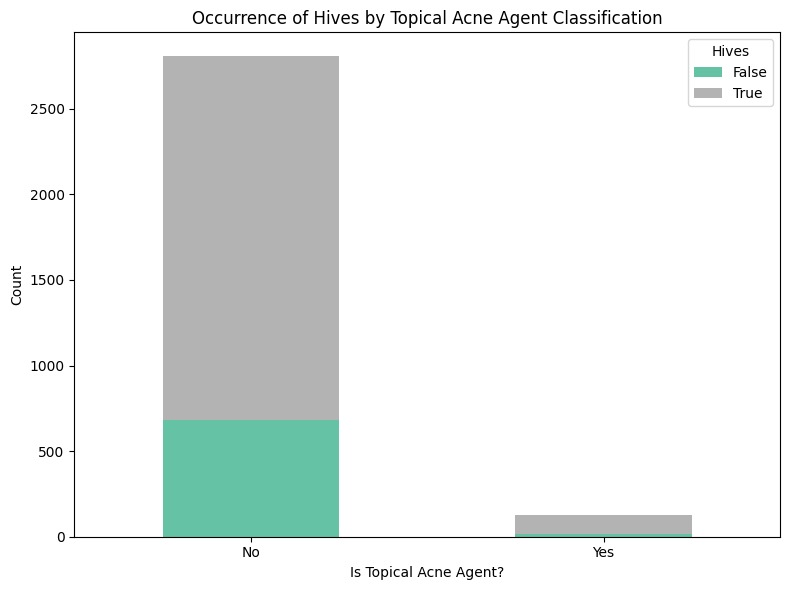 Occurrence of Hives by Topical Acne Agent Classification
Hives
False
True
2500
2000
1500
1000
500
0
Count
No
Yes
Is Topical Acne Agent?